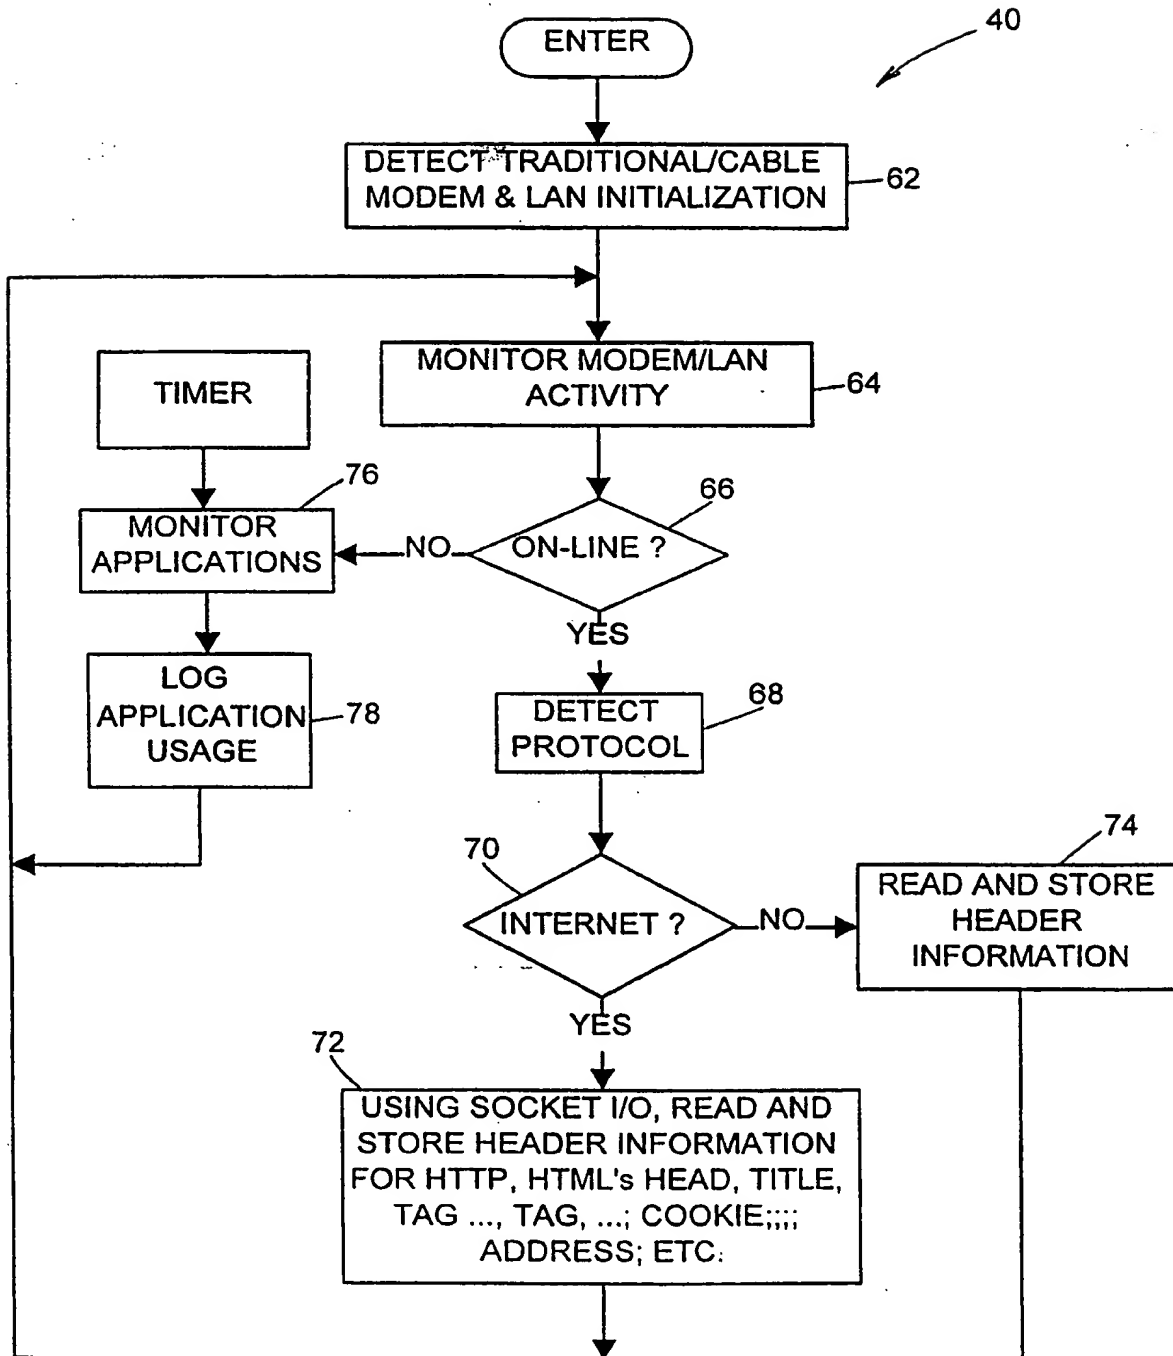 ENTER
40
DETECT TRADITIONAL/CABLE
MODEM & LAN INITIALIZATION
62
MONITOR MODEM/LAN
ACTIVITY
64
TIMER
76
MONITOR
APPLICATIONS
NO
ON-LINE ?
66
YES
LOG
APPLICATION
USAGE
78
DETECT
PROTOCOL
68
70
INTERNET ?
NO
74
READ AND STORE
HEADER
INFORMATION
YES
72
USING SOCKET I/O, READ AND
STORE HEADER INFORMATION
FOR HTTP, HTML's HEAD, TITLE,
TAG ..., TAG, ...; COOKIE;;;;
ADDRESS; ETC.